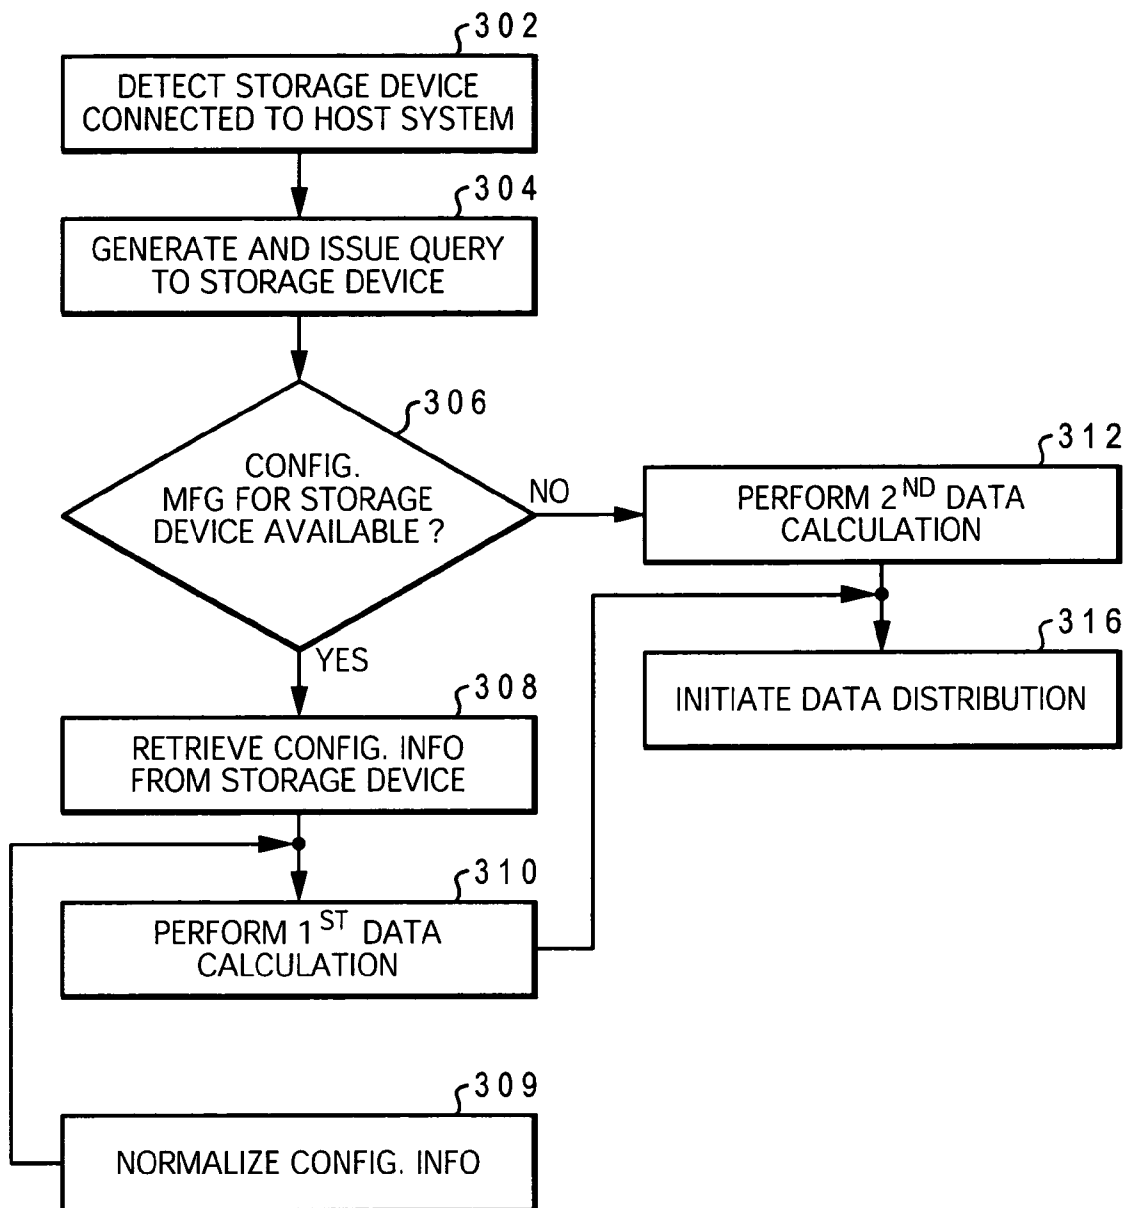 302
DETECT STORAGE DEVICE
CONNECTED TO HOST SYSTEM
304
GENERATE AND ISSUE QUERY
TO STORAGE DEVICE
306
CONFIG.
MFG FOR STORAGE
DEVICE AVAILABLE ?
NO
312
PERFORM 2ND DATA
CALCULATION
316
INITIATE DATA DISTRIBUTION
YES
308
RETRIEVE CONFIG. INFO
FROM STORAGE DEVICE
310
PERFORM 1ST DATA
CALCULATION
309
NORMALIZE CONFIG. INFO